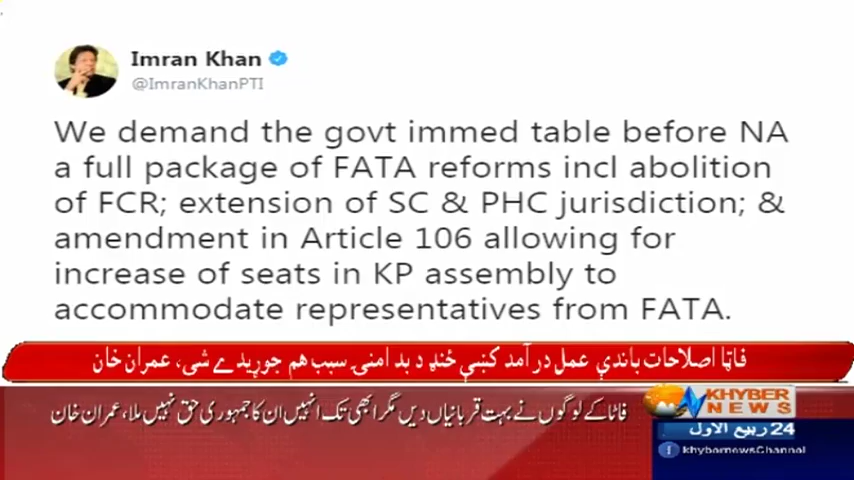 Imran Khan
@ImranKhanPTI
We demand the govt immed table before NA
a full package of FATA reforms incl abolition
of FCR; extension of SC & PHC jurisdiction; &
amendment in Article 106 allowing for
increase of seats in KP assembly to
accommodate representatives from FATA.
فاټا اصلاحات باندې عمل درآمد کښې ځنډ د بد امنۍ سبب هم جوړیدے شی، عمران خان
فاٹا کے لوگوں نے بہت قربانیاں دیں مگر ابھی تک انہیں ان کا جمہوری حق نہیں ملا، عمران خان
KHYBER
NEWS
24 ربیع الاول
khybernewsChannel